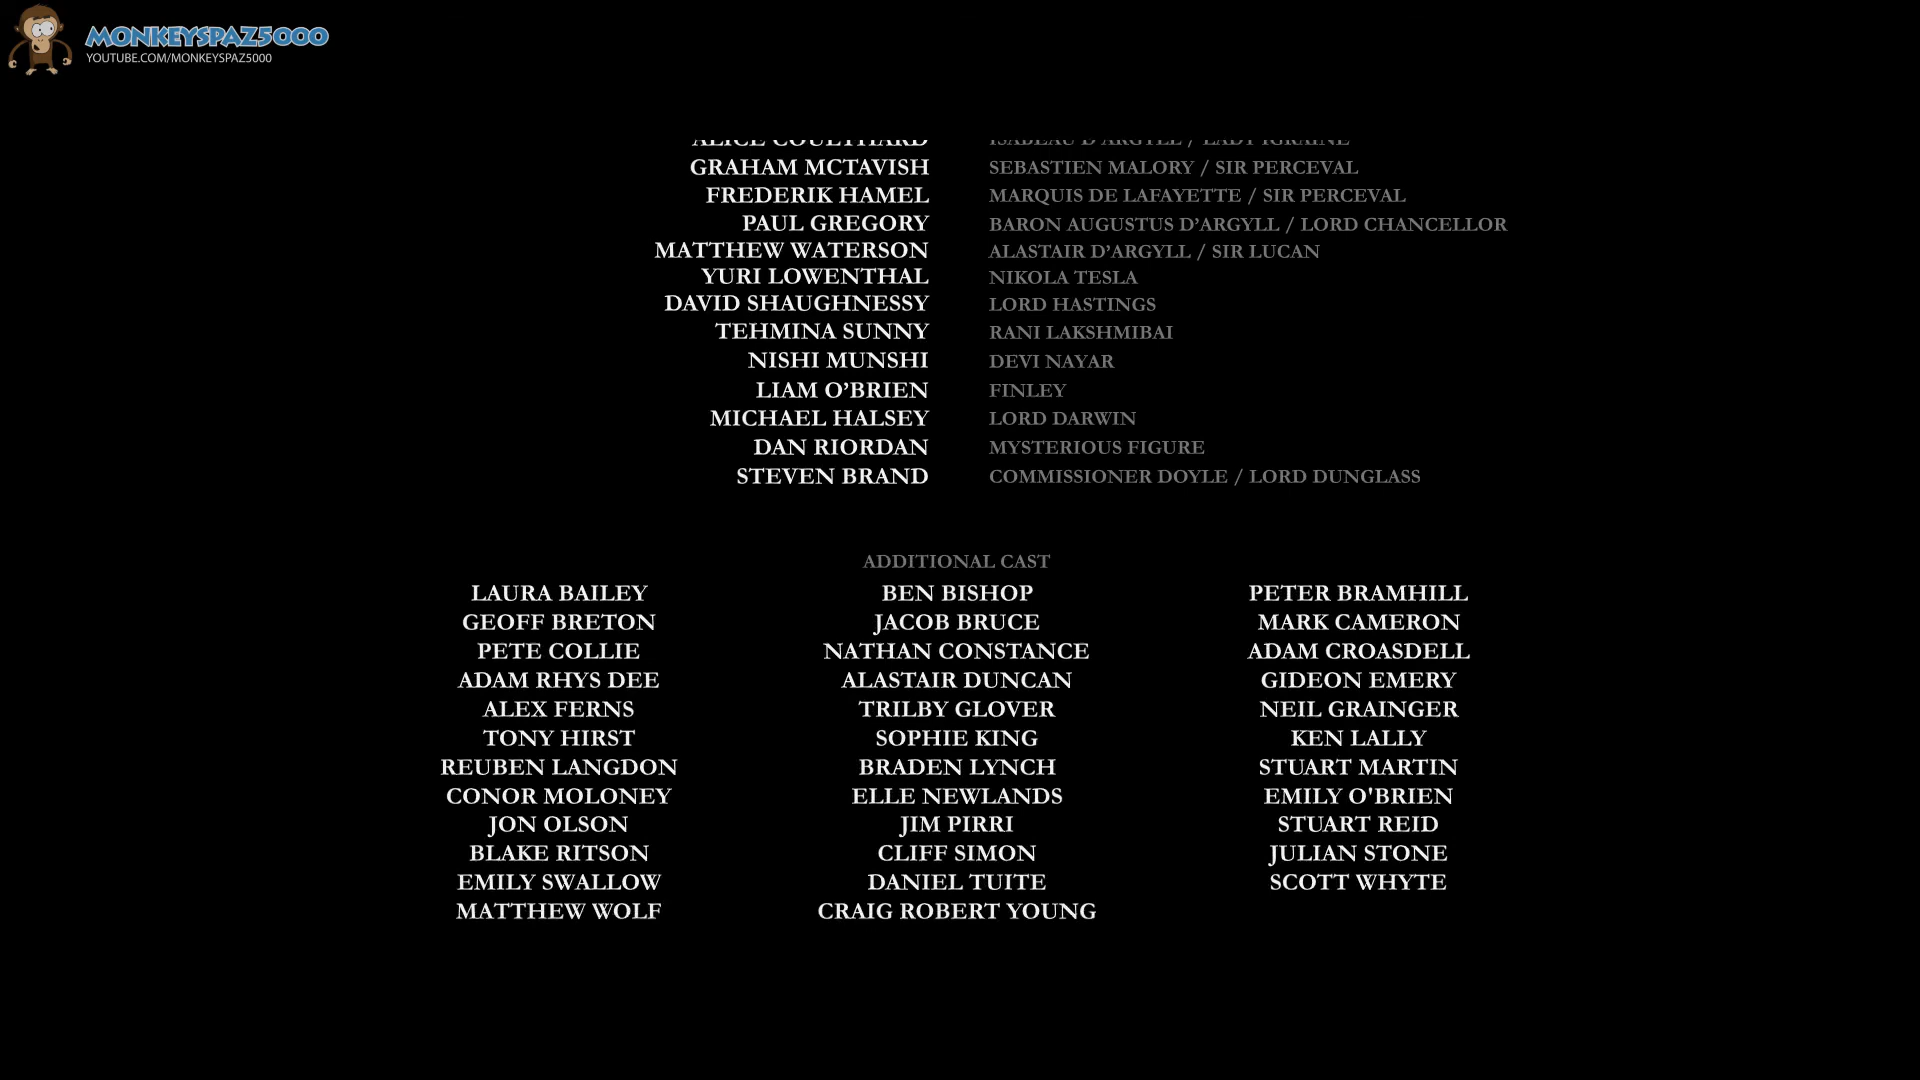 MONKEYSPAZ5000
YOUTUBE.COM/MONKEYSPAZ5000
ALICE COULTHARD ISABEAU D'ARGYLL / LADY IGRAINE
GRAHAM MCTAVISH SEBASTIEN MALORY / SIR PERCEVAL
FREDERIK HAMEL MARQUIS DE LAFAYETTE / SIR PERCEVAL
PAUL GREGORY BARON AUGUSTUS D’ARGYLL / LORD CHANCELLOR
MATTHEW WATERSON ALASTAIR D’ARGYLL / SIR LUCAN
YURI LOWENTHAL NIKOLA TESLA
DAVID SHAUGHNESSY LORD HASTINGS
TEHMINA SUNNY RANI LAKSHMIBAI
NISHI MUNSHI DEVI NAYAR
LIAM O’BRIEN FINLEY
MICHAEL HALSEY LORD DARWIN
DAN RIORDAN MYSTERIOUS FIGURE
STEVEN BRAND COMMISSIONER DOYLE / LORD DUNGLASS
ADDITIONAL CAST
LAURA BAILEY BEN BISHOP PETER BRAMHILL
GEOFF BRETON JACOB BRUCE MARK CAMERON
PETE COLLIE NATHAN CONSTANCE ADAM CROASDELL
ADAM RHYS DEE ALASTAIR DUNCAN GIDEON EMERY
ALEX FERNS TRILBY GLOVER NEIL GRAINGER
TONY HIRST SOPHIE KING KEN LALLY
REUBEN LANGDON BRADEN LYNCH STUART MARTIN
CONOR MOLONEY ELLE NEWLANDS EMILY O'BRIEN
JON OLSON JIM PIRRI STUART REID
BLAKE RITSON CLIFF SIMON JULIAN STONE
EMILY SWALLOW DANIEL TUITE SCOTT WHYTE
MATTHEW WOLF CRAIG ROBERT YOUNG